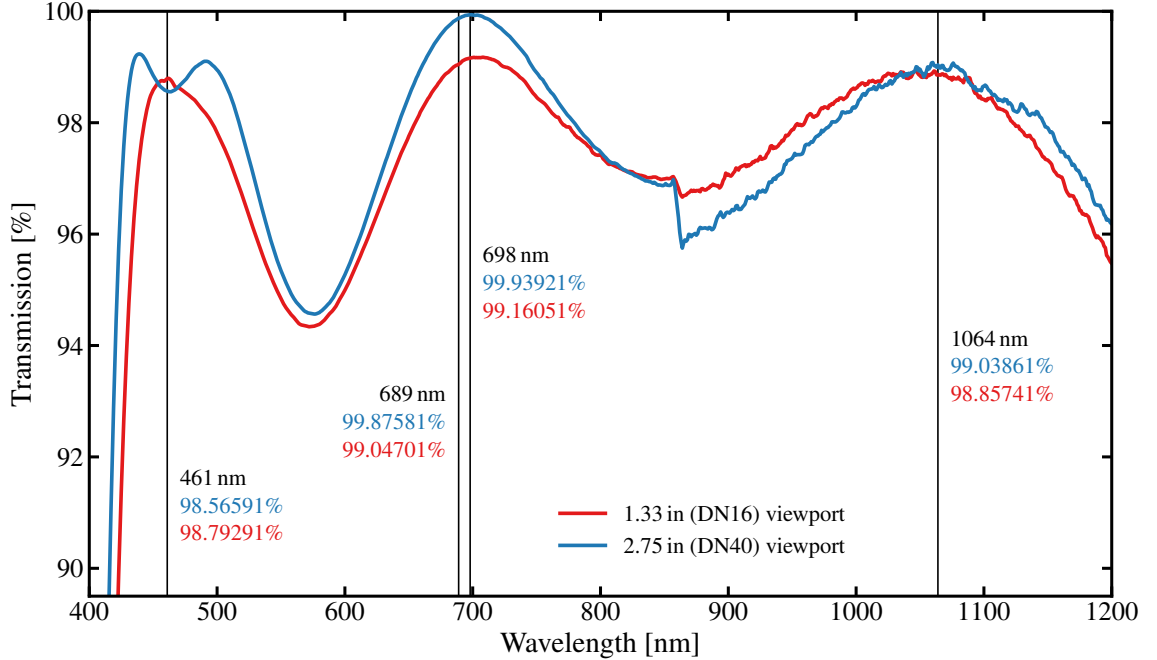 100
98
96
94
92
90
Transmission [%]
698 nm
99.93921%
99.16051%
1064 nm
99.03861%
98.85741%
689 nm
99.87581%
99.04701%
461 nm
98.56591%
98.79291%
1.33 in (DN16) viewport
2.75 in (DN40) viewport
400 500 600 700 800 900 1000 1100 1200
Wavelength [nm]